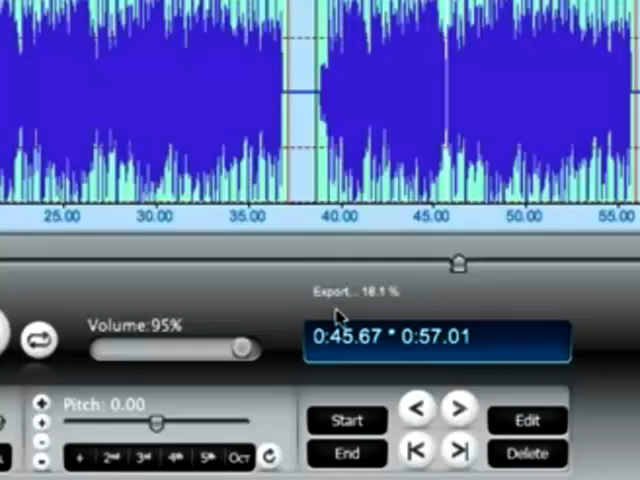 25.00 30.00 35.00 40.00 45.00 50.00 55.00
Export... 18.1 %
Volume:95%
0:45.67 * 0:57.01
Pitch: 0.00
Start
Edit
+ 2nd 3rd 4th 5th Oct
End
Delete